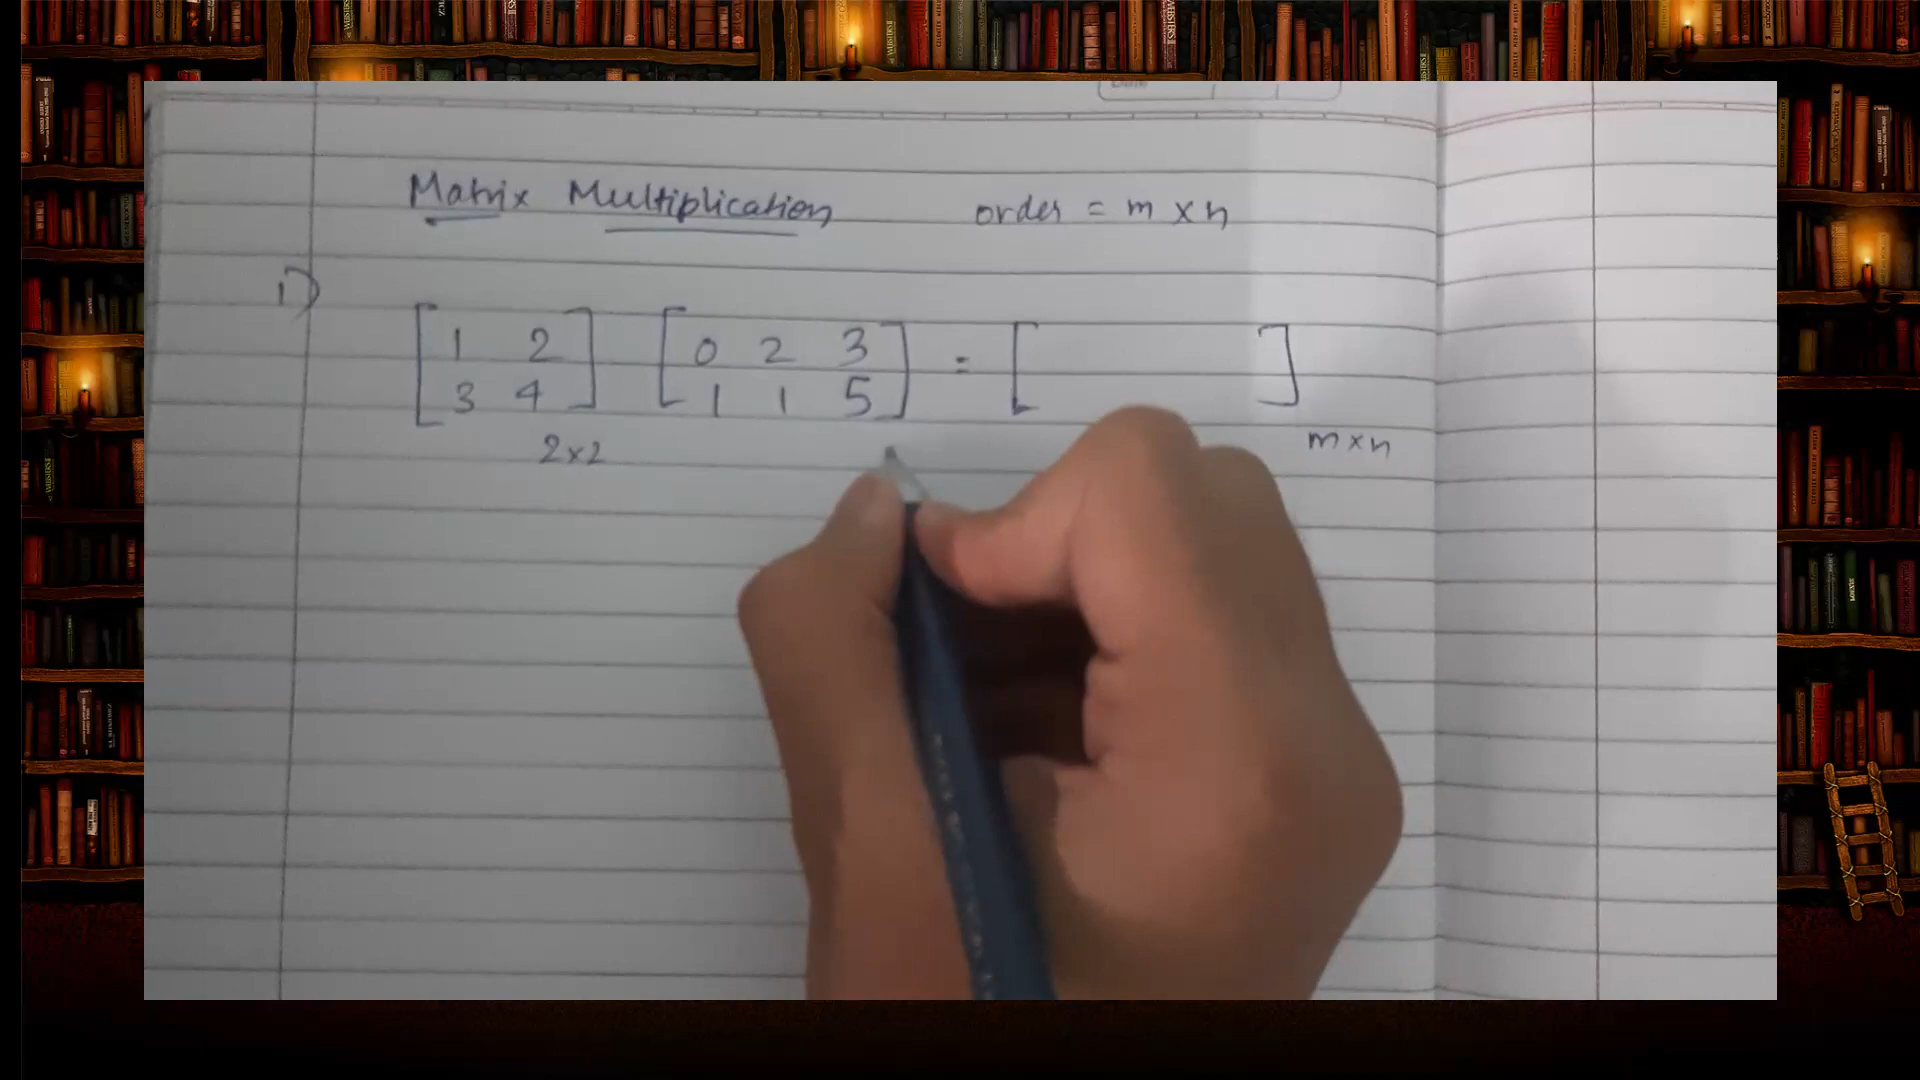 Matrix Multiplication order = m x n
1)
[1 2 [0 2 3 = [ ]
3 4] 1 1 5]
2x2 m x n